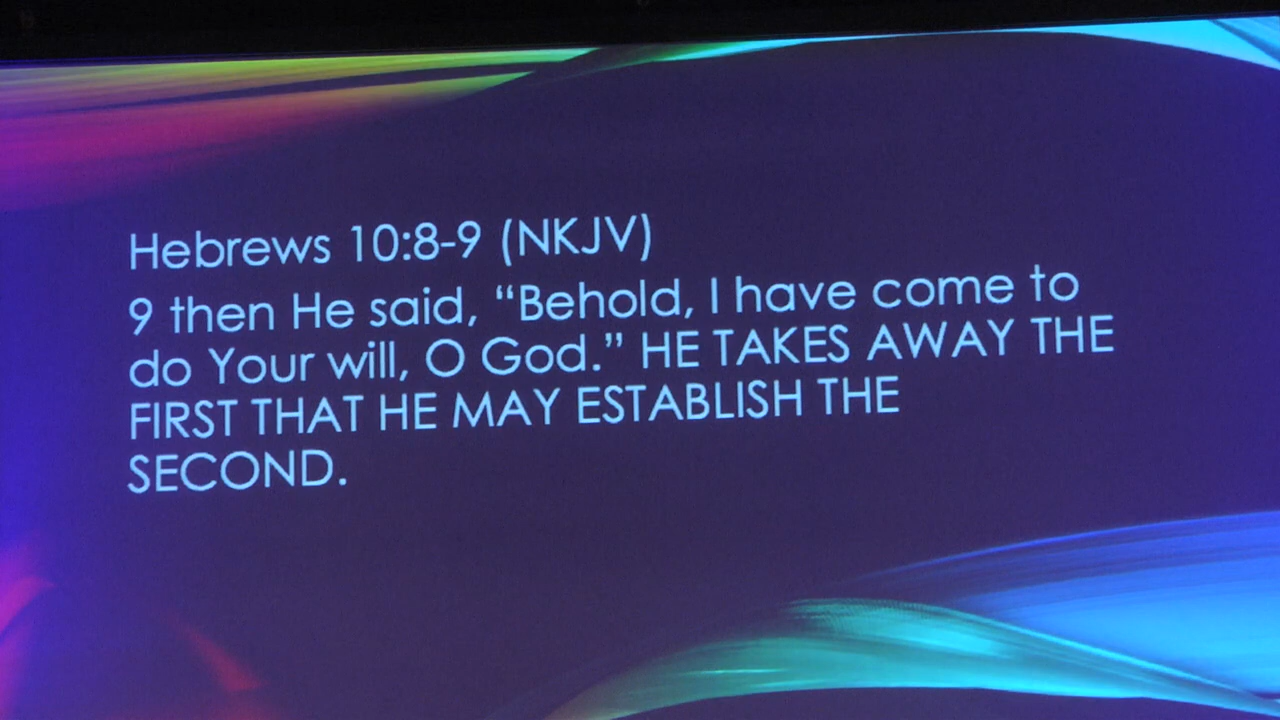 Hebrews 10:8-9 (NKJV)
9 then He said, “Behold, I have come to
do Your will, O God.” HE TAKES AWAY THE
FIRST THAT HE MAY ESTABLISH THE
SECOND.